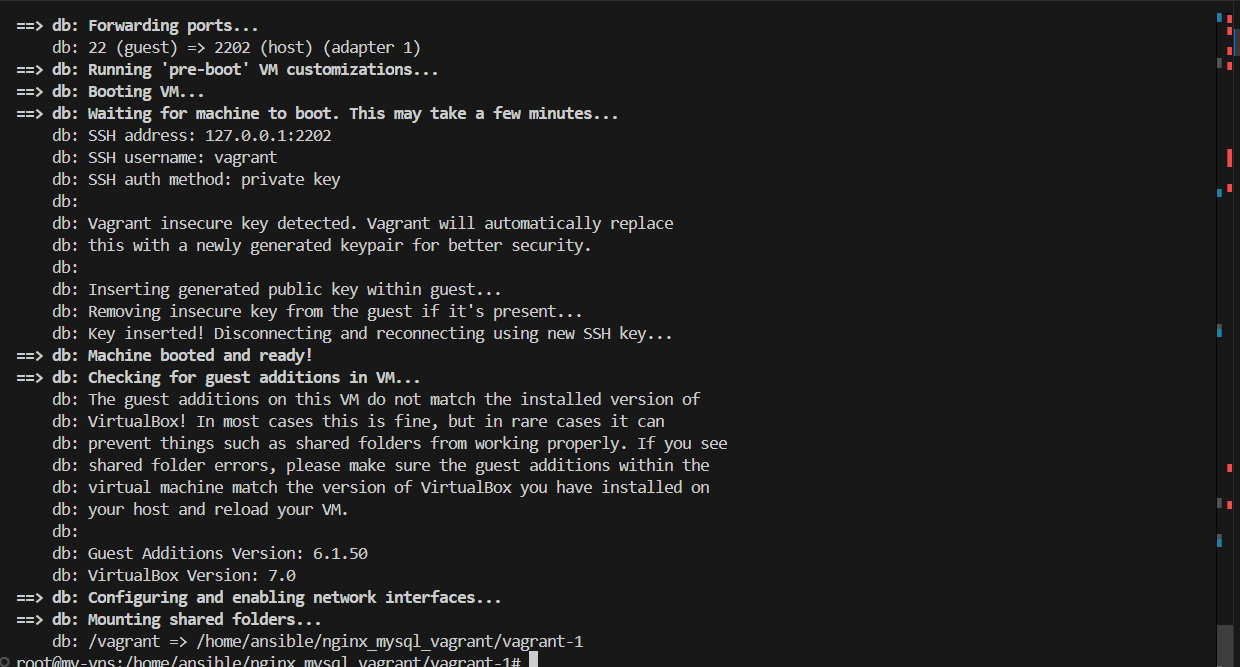 ==> db: Forwarding ports...
db: 22 (guest) => 2202 (host) (adapter 1)
==> db: Running 'pre-boot' VM customizations...
==> db: Booting VM...
==> db: Waiting for machine to boot. This may take a few minutes...
db: SSH address: 127.0.0.1:2202
db: SSH username: vagrant
db: SSH auth method: private key
db:
db: Vagrant insecure key detected. Vagrant will automatically replace
db: this with a newly generated keypair for better security.
db:
db: Inserting generated public key within guest...
db: Removing insecure key from the guest if it's present...
db: Key inserted! Disconnecting and reconnecting using new SSH key...
==> db: Machine booted and ready!
==> db: Checking for guest additions in VM...
db: The guest additions on this VM do not match the installed version of
db: VirtualBox! In most cases this is fine, but in rare cases it can
db: prevent things such as shared folders from working properly. If you see
db: shared folder errors, please make sure the guest additions within the
db: virtual machine match the version of VirtualBox you have installed on
db: your host and reload your VM.
db:
db: Guest Additions Version: 6.1.50
db: VirtualBox Version: 7.0
==> db: Configuring and enabling network interfaces...
==> db: Mounting shared folders...
db: /vagrant => /home/ansible/nginx_mysql_vagrant/vagrant-1
root@my-vps:/home/ansible/nginx_mysql_vagrant/vagrant-1#